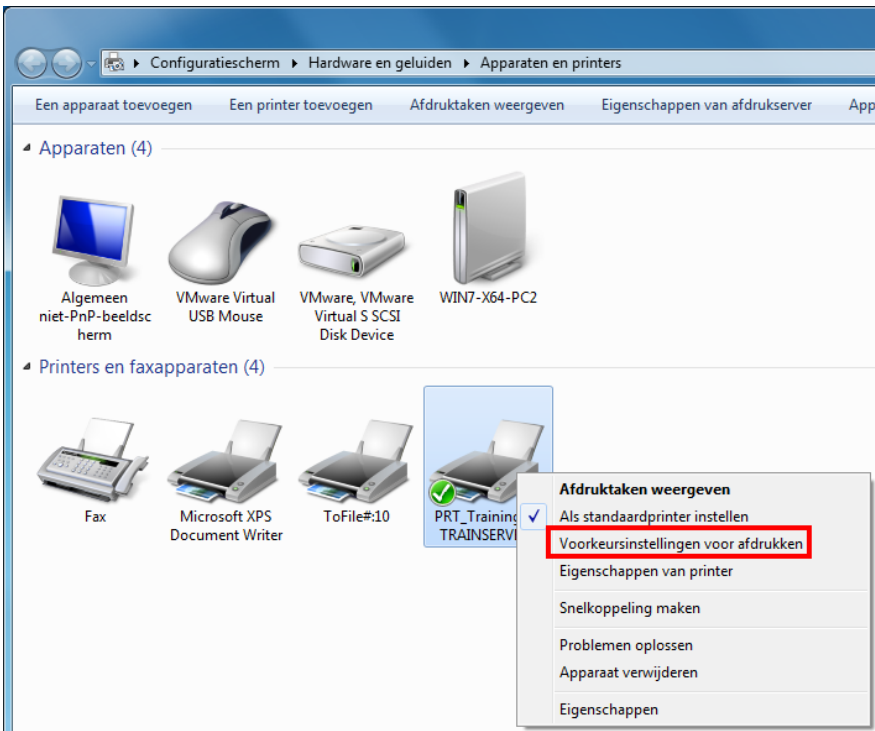 Configuratiescherm ▸ Hardware en geluiden ▸ Apparaten en printers
Een apparaat toevoegen Een printer toevoegen Afdruktaken weergeven Eigenschappen van afdrukserver App
Apparaten (4)
Algemeen
niet-PnP-beeldsc
herm
VMware Virtual
USB Mouse
VMware, VMware
Virtual S SCSI
Disk Device
WIN7-X64-PC2
Printers en faxapparaten (4)
Fax
Microsoft XPS
Document Writer
ToFile#:10
PRT_Training
TRAINSERV
Afdruktaken weergeven
Als standaardprinter instellen
Voorkeursinstellingen voor afdrukken
Eigenschappen van printer
Snelkoppeling maken
Problemen oplossen
Apparaat verwijderen
Eigenschappen